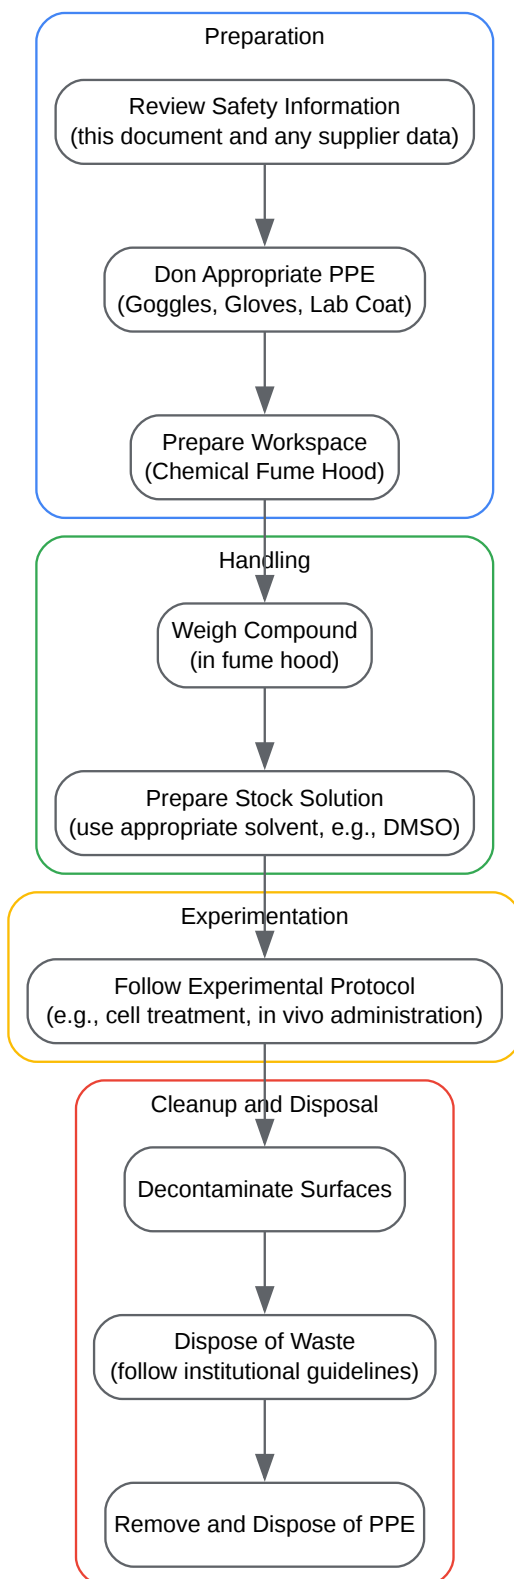 Preparation
Review Safety Information
(this document and any supplier data)
Don Appropriate PPE
(Goggles, Gloves, Lab Coat)
Prepare Workspace
(Chemical Fume Hood)
Handling
Weigh Compound
(in fume hood)
Prepare Stock Solution
(use appropriate solvent, e.g., DMSO)
Experimentation
Follow Experimental Protocol
(e.g., cell treatment, in vivo administration)
Cleanup and Disposal
Decontaminate Surfaces
Dispose of Waste
(follow institutional guidelines)
Remove and Dispose of PPE